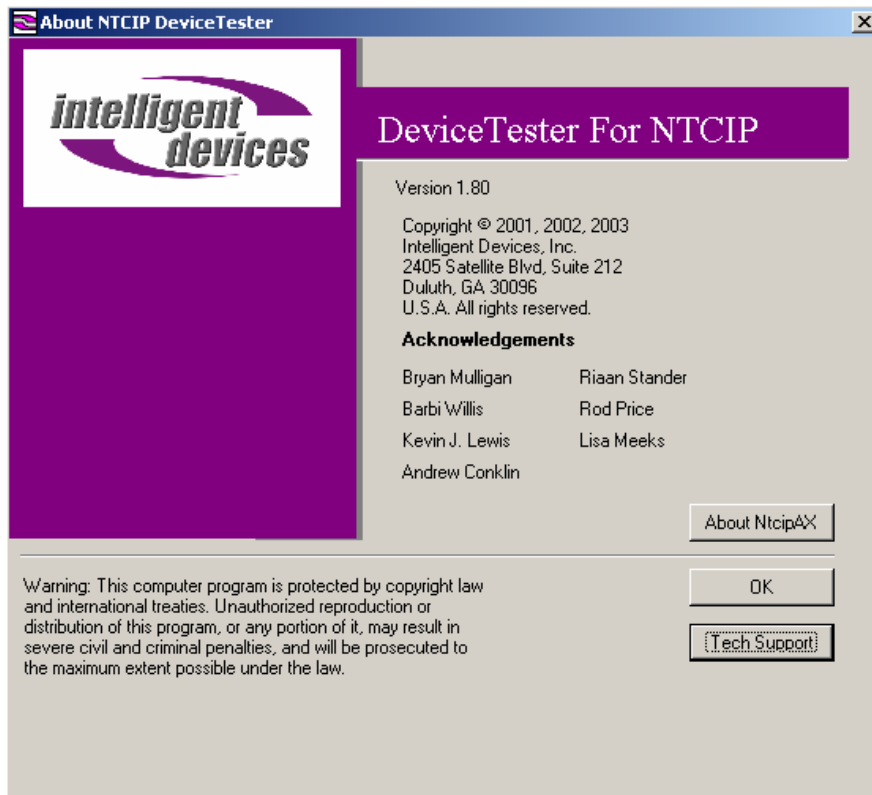 About NTCIP DeviceTester
intelligent
devices
DeviceTester For NTCIP
Version 1.80
Copyright © 2001, 2002, 2003
Intelligent Devices, Inc.
2405 Satellite Blvd, Suite 212
Duluth, GA 30096
U.S.A. All rights reserved.
Acknowledgements
Bryan Mulligan Riaan Stander
Barbi Willis Rod Price
Kevin J. Lewis Lisa Meeks
Andrew Conklin
About NtcipAX
Warning: This computer program is protected by copyright law
and international treaties. Unauthorized reproduction or
distribution of this program, or any portion of it, may result in
severe civil and criminal penalties, and will be prosecuted to
the maximum extent possible under the law.
OK
Tech Support